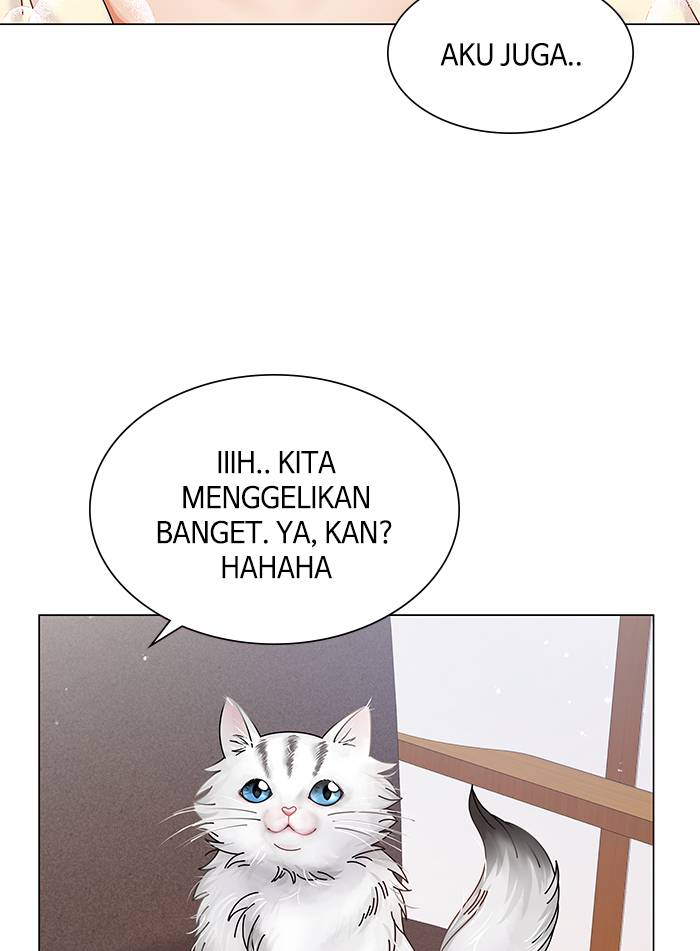 AKU JUGA..
IIIH.. KITA
MENGGELIKAN
BANGET. YA, KAN?
HAHAHA